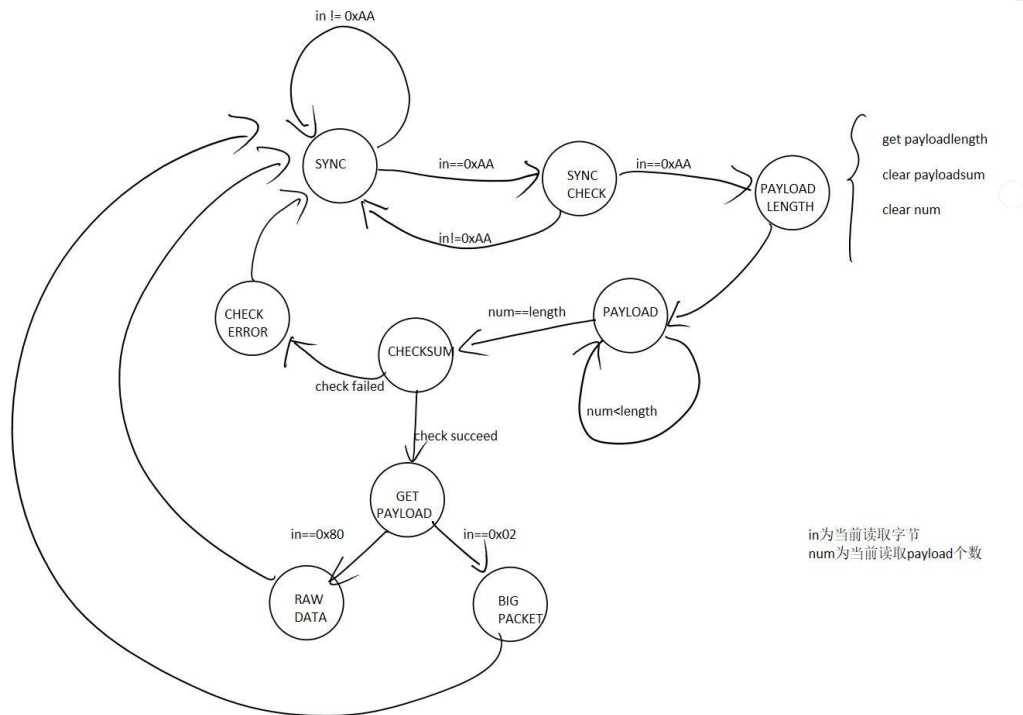 in != 0xAA
SYNC
in==0xAA
SYNC
CHECK
in==0xAA
PAYLOAD
LENGTH
get payloadlength
clear payloadsum
clear num
in!=0xAA
CHECK
ERROR
CHECKSUM
num==length
PAYLOAD
check failed
num<length
check succeed
GET
PAYLOAD
in==0x80
in==0x02
RAW
DATA
BIG
PACKET
in为当前读取字节
num为当前读取payload个数